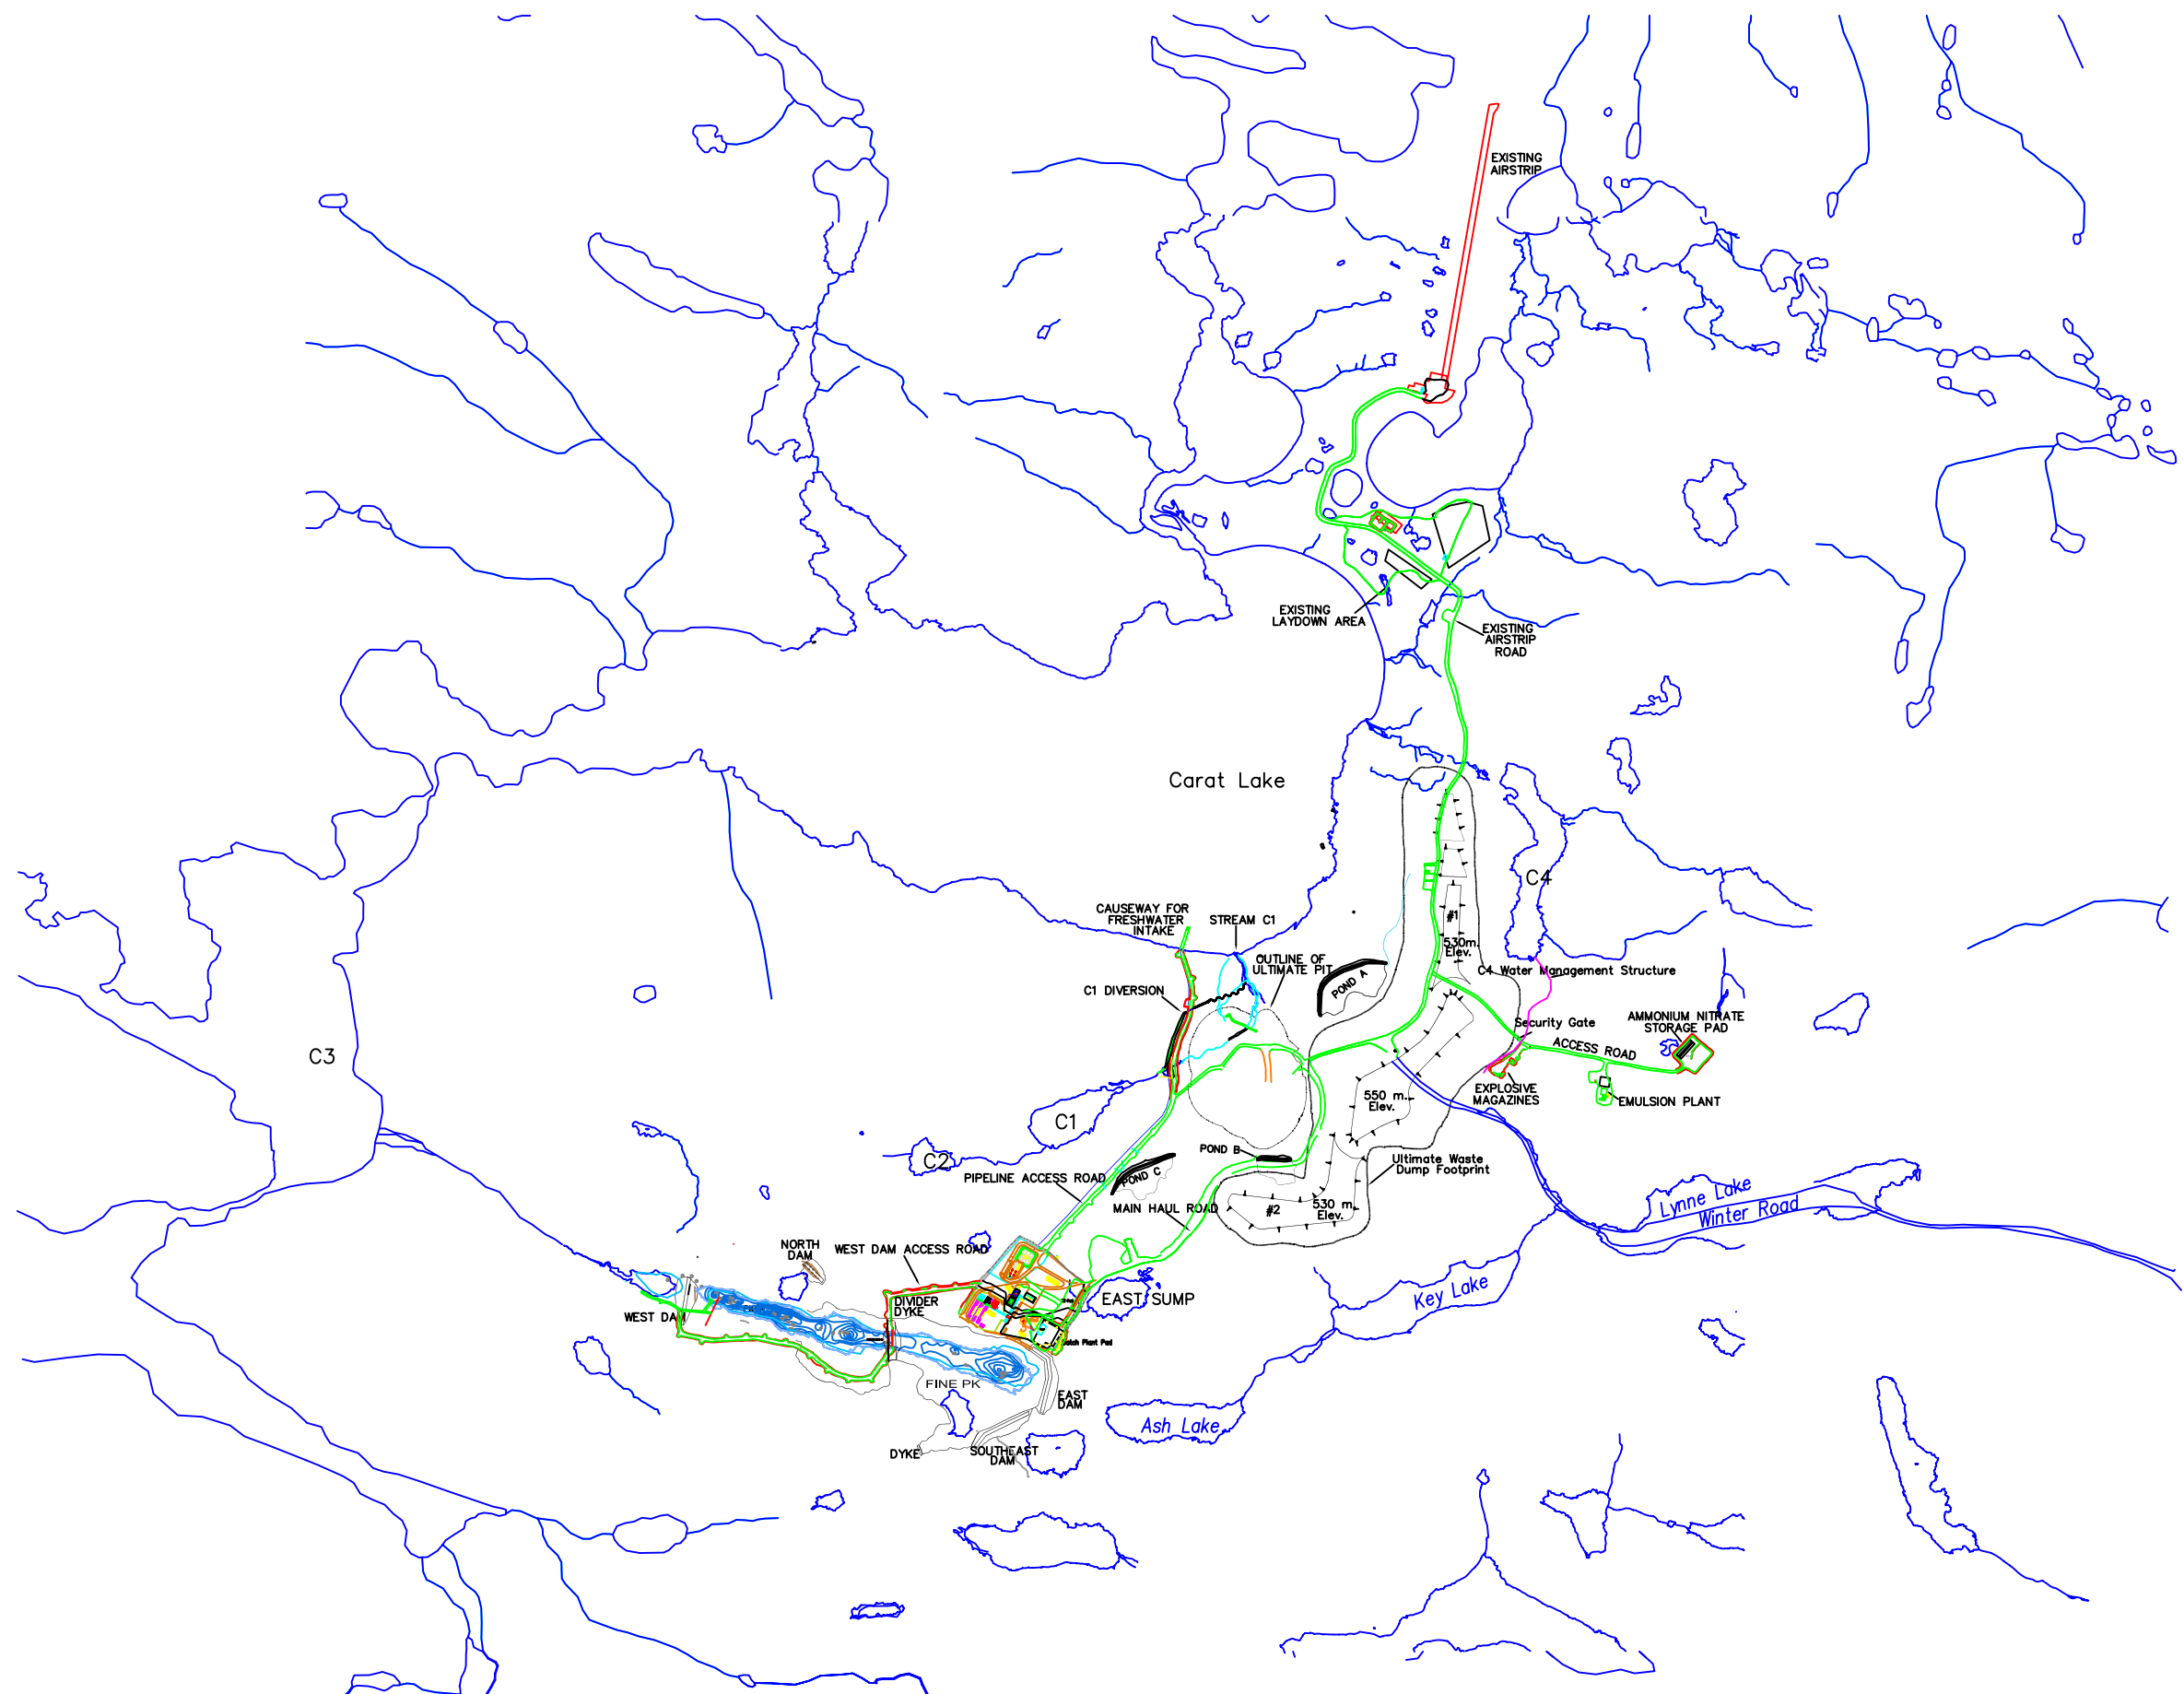 EXISTING
AIRSTRIP
EXISTING
LAYDOWN AREA
EXISTING
AIRSTRIP
ROAD
Carat Lake
C4
CAUSEWAY FOR
FRESHWATER
INTAKE
STREAM C1
#1
530m.
Elev.
OUTLINE OF
ULTIMATE PIT
POND A
C4 Water Management Structure
C1 DIVERSION
Security Gate
AMMONIUM NITRATE
STORAGE PAD
ACCESS ROAD
C3
EXPLOSIVE
MAGAZINES
EMULSION PLANT
550 m.
Elev.
C1
C2
POND B
Ultimate Waste
Dump Footprint
PIPELINE ACCESS ROAD
POND C
MAIN HAUL ROAD
#2
530 m.
Elev.
Lynne Lake
Winter Road
NORTH
DAM
WEST DAM ACCESS ROAD
DIVIDER
DYKE
EAST SUMP
Key Lake
WEST DAM
Batch Plant Pad
FINE PK
EAST
DAM
Ash Lake
DYKE
SOUTHEAST
DAM